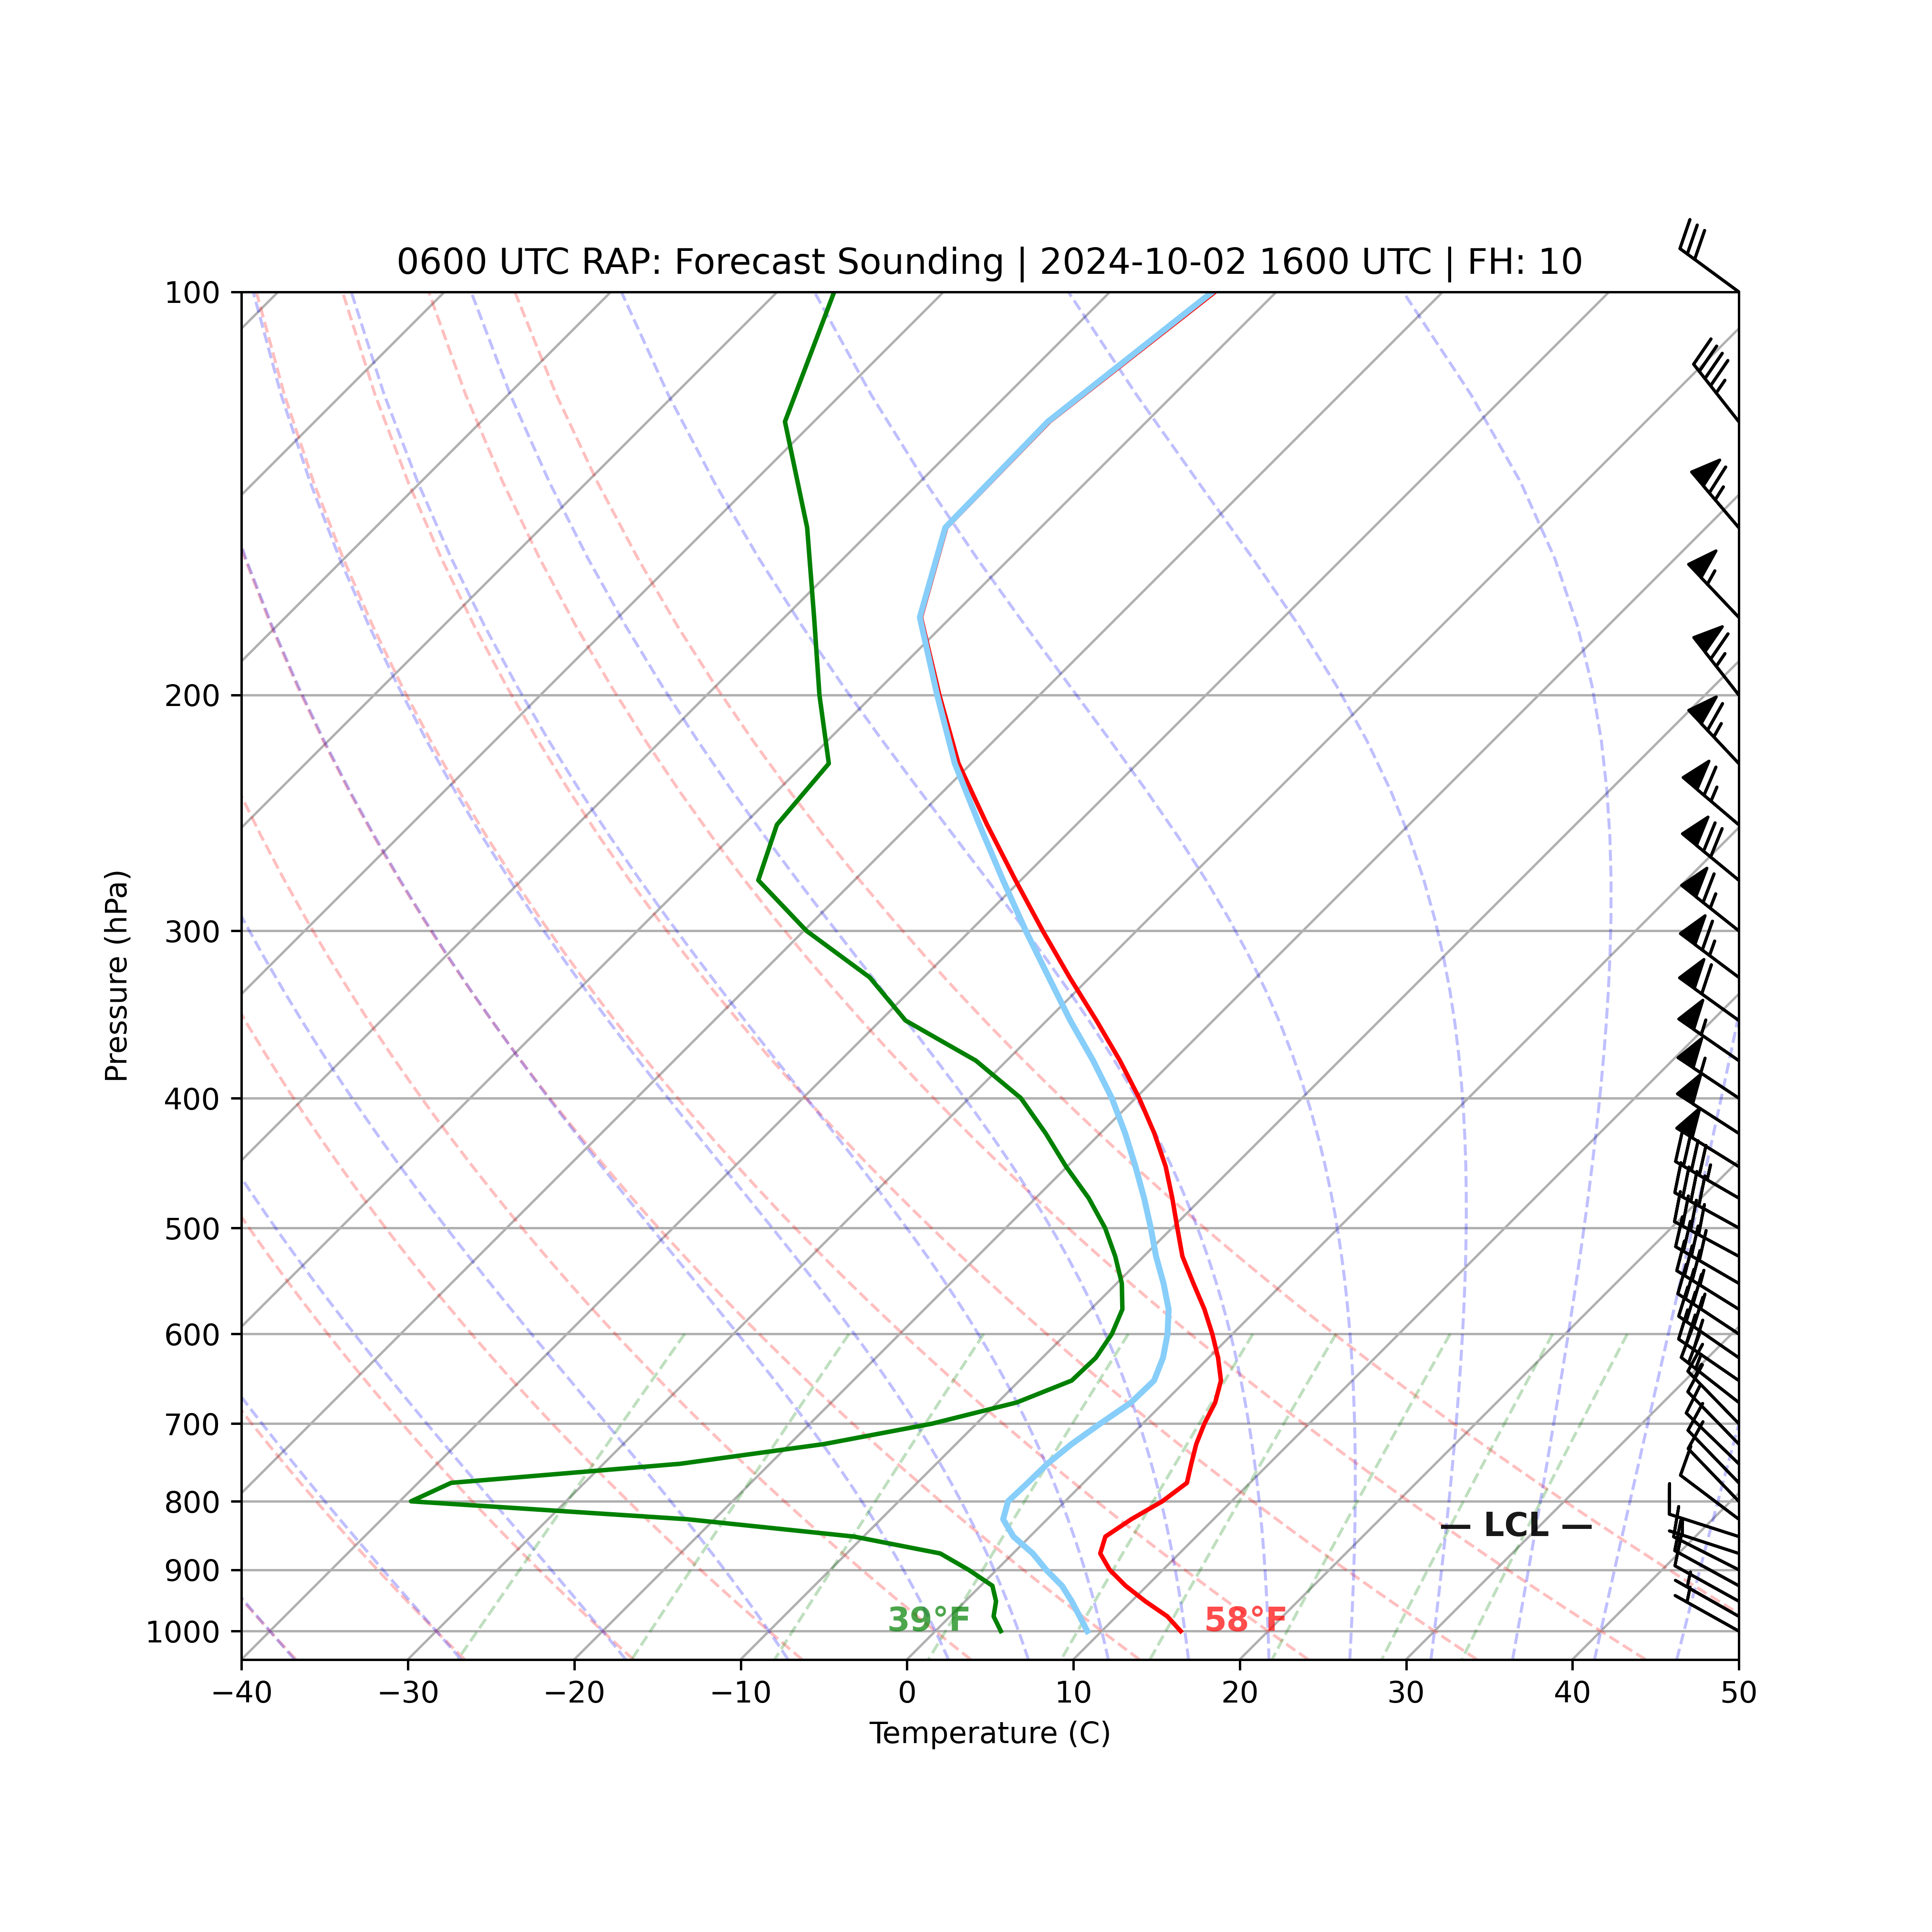 0600 UTC RAP: Forecast Sounding | 2024-10-02 1600 UTC | FH: 10
100
200
300
400
500
600
700
800
900
1000
Pressure (hPa)
— LCL —
39°F
58°F
−40 −30 −20 −10 0 10 20 30 40 50
Temperature (C)